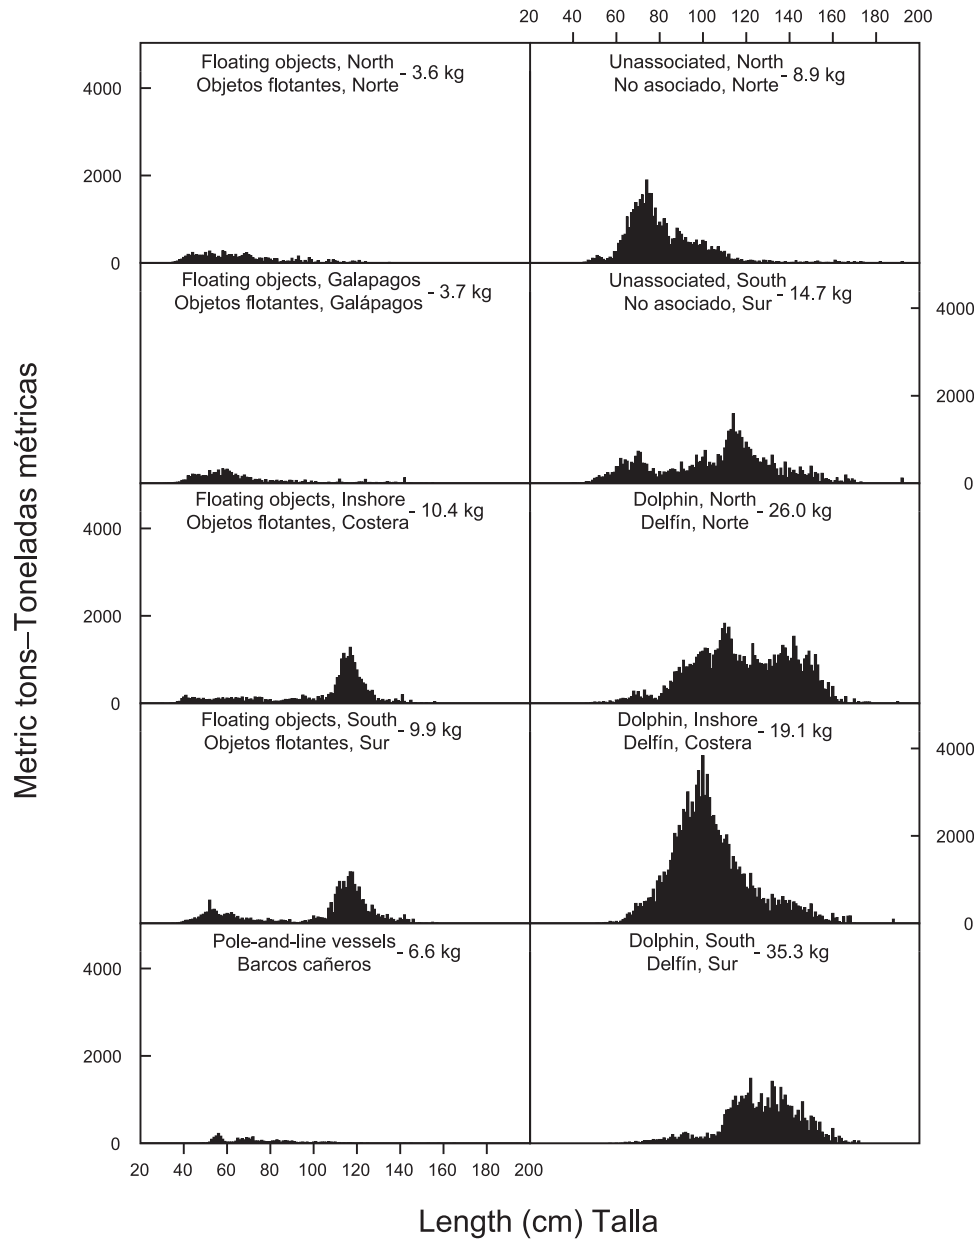 20 40 60 80 100 120 140 160 180 200
Floating objects, North
Objetos flotantes, Norte
- 3.6 kg
Unassociated, North
No asociado, Norte
- 8.9 kg
4000
2000
0
Floating objects, Galapagos
Objetos flotantes, Galápagos
- 3.7 kg
Unassociated, South
No asociado, Sur
- 14.7 kg
4000
2000
0
Floating objects, Inshore
Objetos flotantes, Costera
- 10.4 kg
Dolphin, North
Delfín, Norte
- 26.0 kg
4000
2000
0
Floating objects, South
Objetos flotantes, Sur
- 9.9 kg
Dolphin, Inshore
Delfín, Costera
- 19.1 kg
4000
2000
0
Pole-and-line vessels
Barcos cañeros
- 6.6 kg
Dolphin, South
Delfín, Sur
- 35.3 kg
4000
2000
0
20 40 60 80 100 120 140 160 180 200
Metric tons–Toneladas métricas
Length (cm) Talla